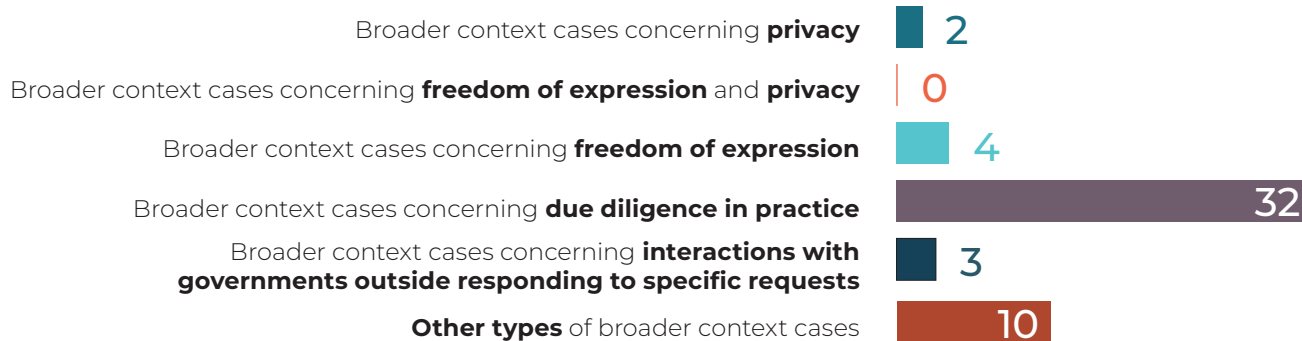 Broader context cases concerning privacy 2
Broader context cases concerning freedom of expression and privacy 0
Broader context cases concerning freedom of expression 4
Broader context cases concerning due diligence in practice 32
Broader context cases concerning interactions with
governments outside responding to specific requests 3
Other types of broader context cases 10